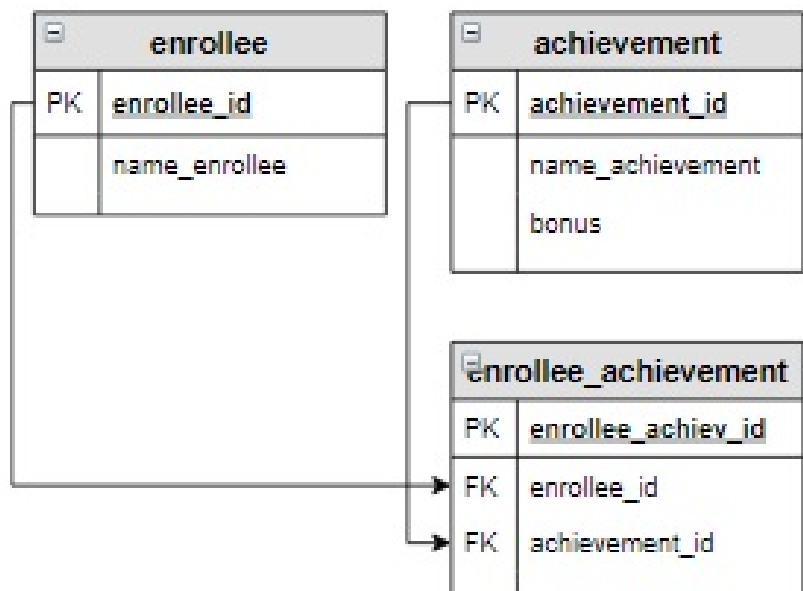 enrollee
PK enrollee_id
name_enrollee
achievement
PK achievement_id
name_achievement
bonus
enrollee_achievement
PK enrollee_achiev_id
FK enrollee_id
FK achievement_id